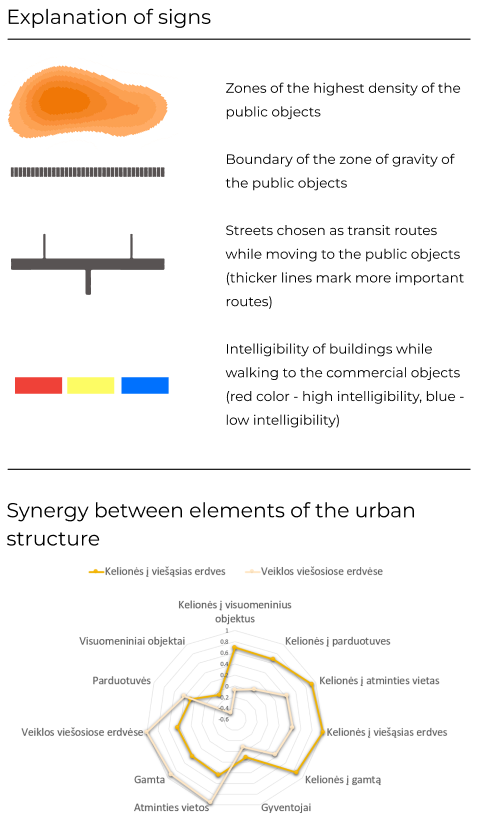 Explanation of signs
Zones of the highest density of the
public objects
Boundary of the zone of gravity of
the public objects
Streets chosen as transit routes
while moving to the public objects
(thicker lines mark more important
routes)
Intelligibility of buildings while
walking to the commercial objects
(red color - high intelligibility, blue -
low intelligibility)
Synergy between elements of the urban
structure
Kelionės į viešąsias erdves
Veiklos viešosiose erdvėse
Kelionės į visuomeninius
objektus
Visuomeniniai objektai
Kelionės į parduotuves
Parduotuvės
Kelionės į atminties vietas
Veiklos viešosiose erdvėse
Kelionės į viešąsias erdves
Gamta
Kelionės į gamtą
Atminties vietos
Gyventojai
1
0,8
0,6
0,4
0,2
0
-0,2
-0,4
-0,6